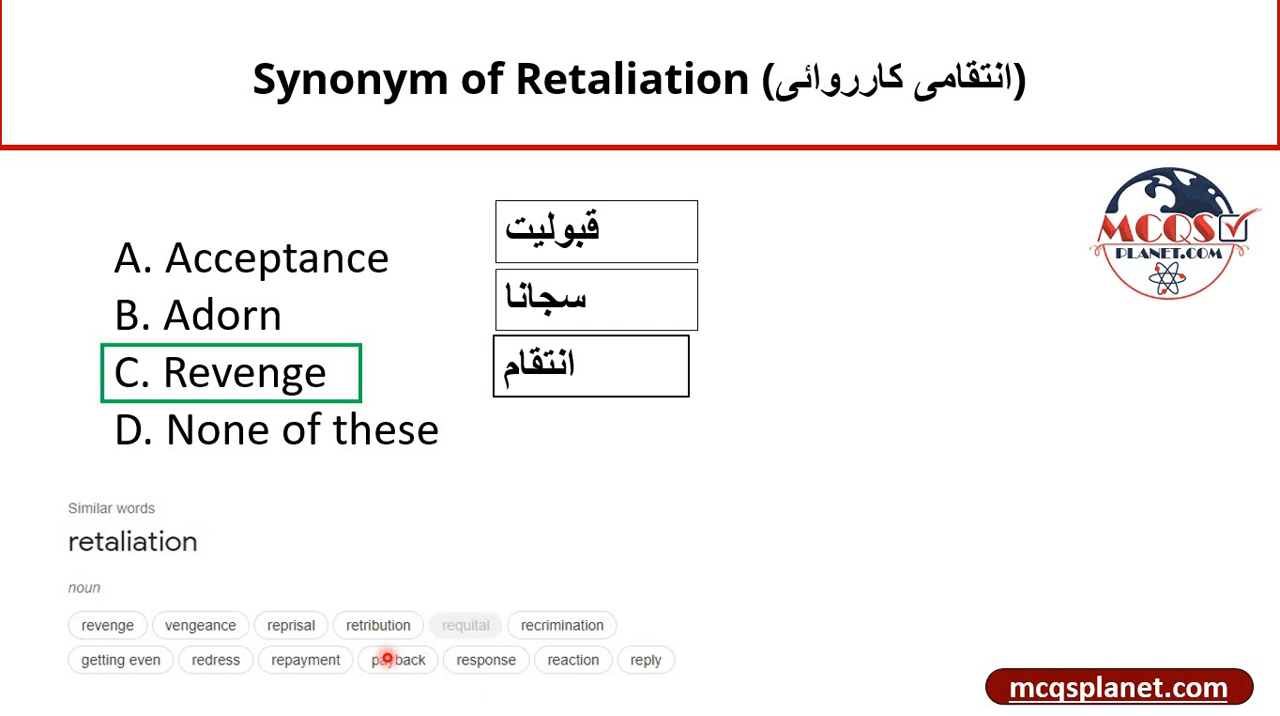 Synonym of Retaliation (انتقامی کارروائی)
MCQS
PLANET.COM
A. Acceptance
قبولیت
B. Adorn
سجانا
C. Revenge
انتقام
D. None of these
Similar words
retaliation
noun
revenge vengeance reprisal retribution requital recrimination
getting even redress repayment payback response reaction reply
mcqsplanet.com